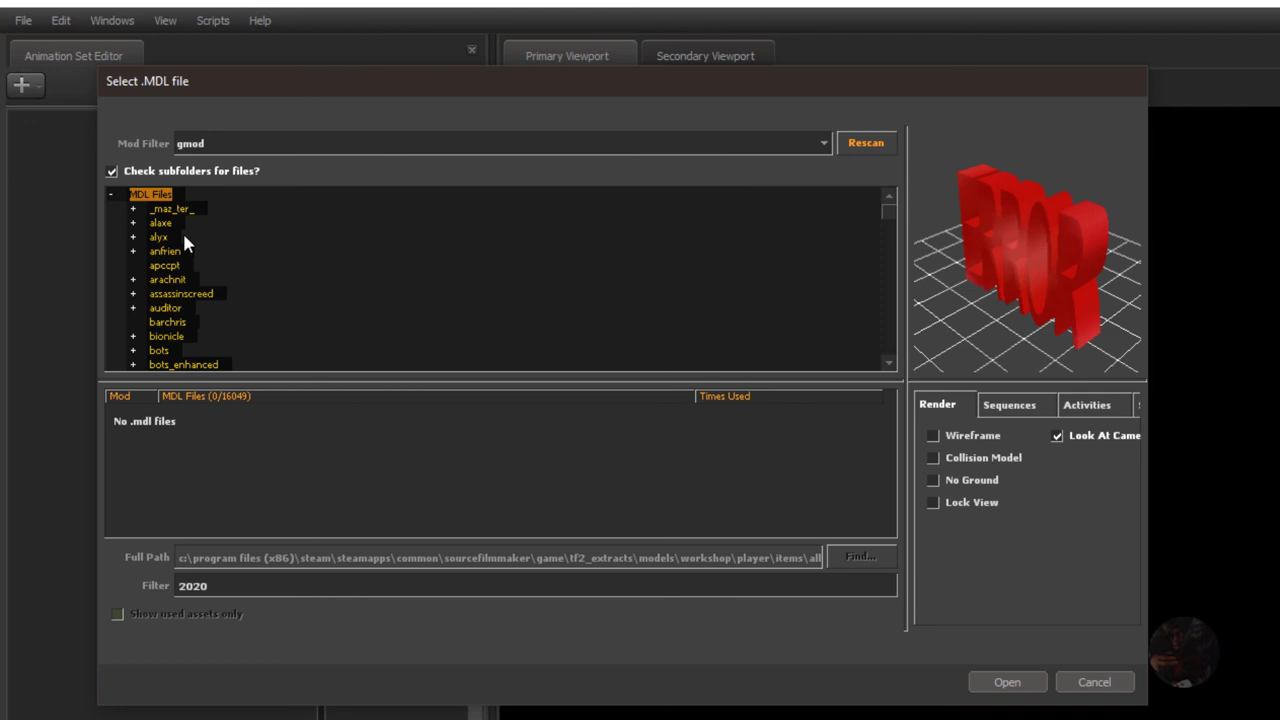 File Edit Windows View Scripts Help
Animation Set Editor
Primary Viewport Secondary Viewport
Select .MDL file
Mod Filter gmod Rescan
Check subfolders for files?
MDL Files
_maz_ter_
alaxe
alyx
anfrien
apccpt
arachnit
assassinscreed
auditor
barchris
bionicle
bots
bots_enhanced
ERROR
Mod MDL Files (0/16049) Times Used
No .mdl files
Render Sequences Activities
Wireframe Look At Came
Collision Model
No Ground
Lock View
Full Path c:\program files (x86)\steam\steamapps\common\sourcefilmmaker\game\tf2_extracts\models\workshop\player\items\all Find...
Filter 2020
Show used assets only
Open Cancel